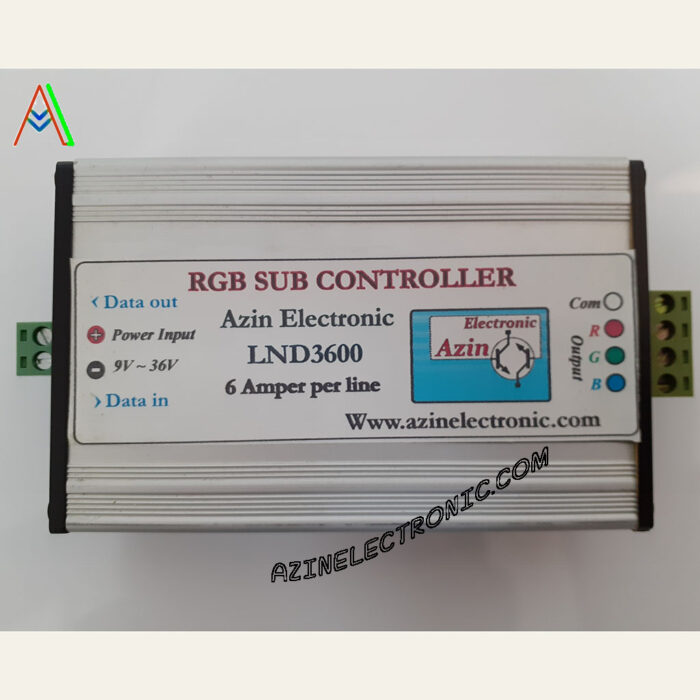 RGB SUB CONTROLLER
< Data out
Power Input
9V ~ 36V
> Data in
Azin Electronic
LND3600
6 Amper per line
Electronic
Azin
Com
R
G
B
Output
Www.azinelectronic.com
AZINELECTRONIC.COM